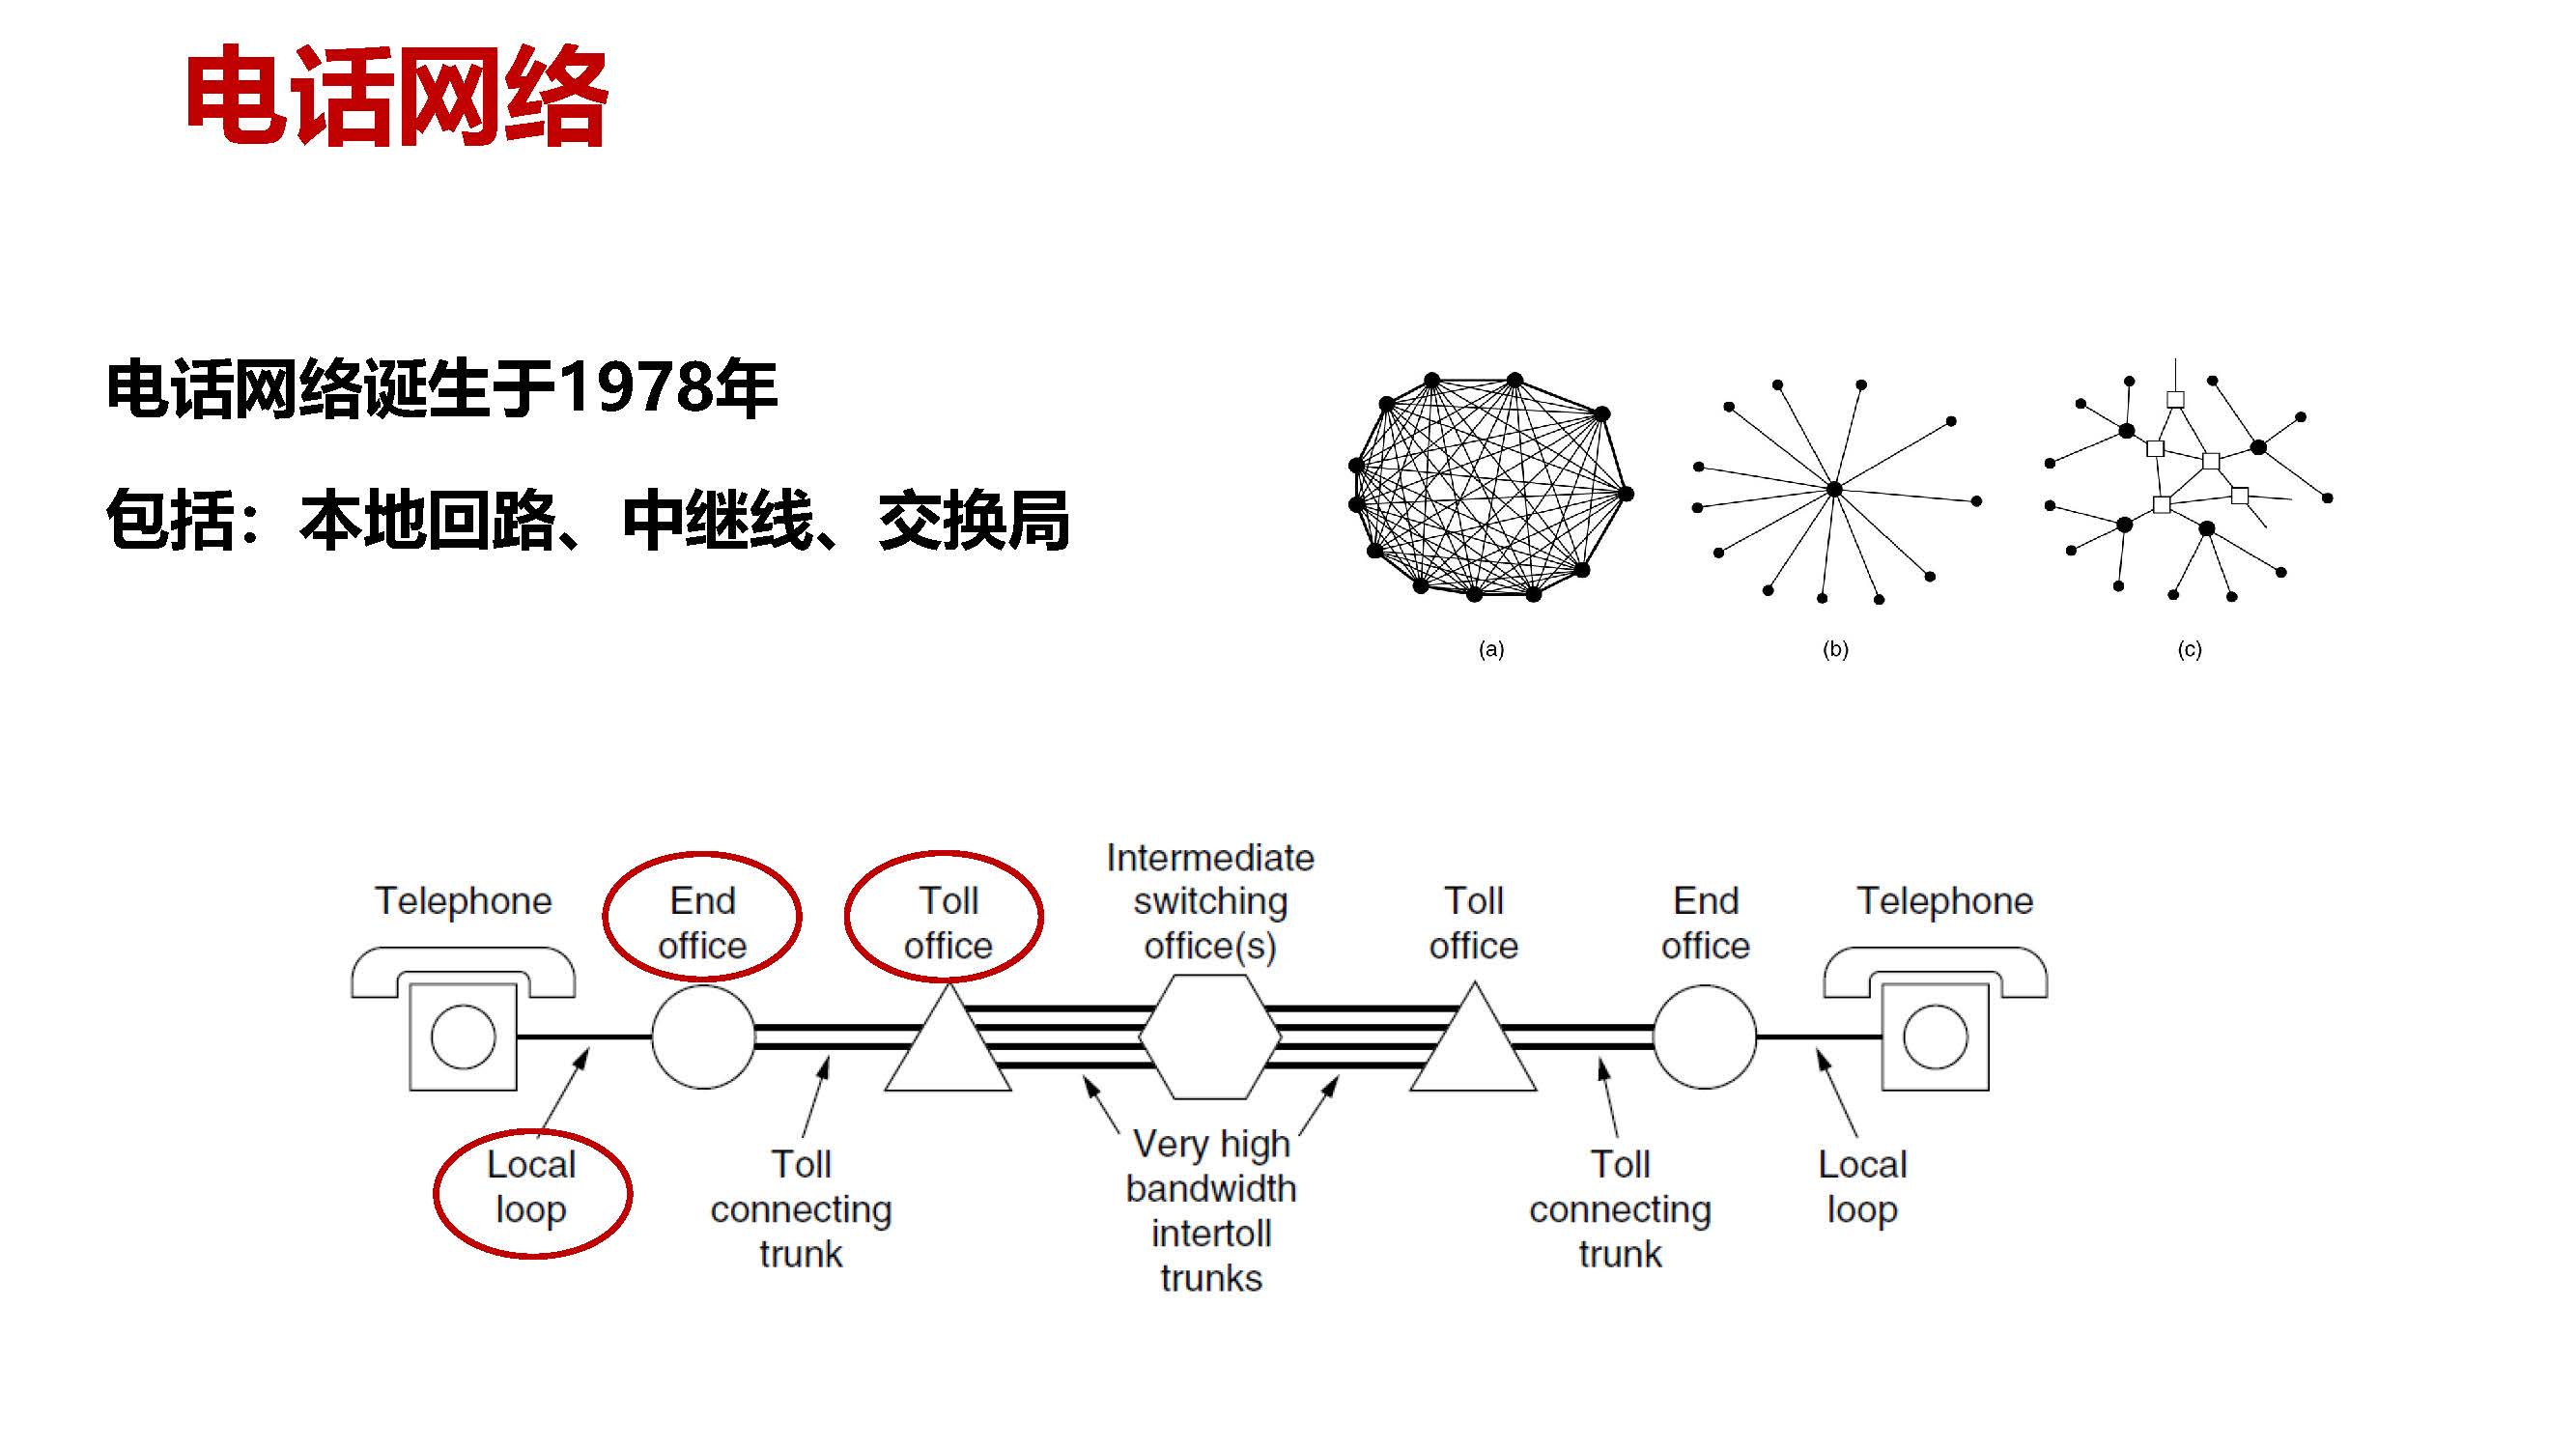 电话网络
电话网络诞生于1978年
包括：本地回路、中继线、交换局
(a)
(b)
(c)
Telephone
End
office
Toll
office
Intermediate
switching
office(s)
Toll
office
End
office
Telephone
Local
loop
Toll
connecting
trunk
Very high
bandwidth
intertoll
trunks
Toll
connecting
trunk
Local
loop